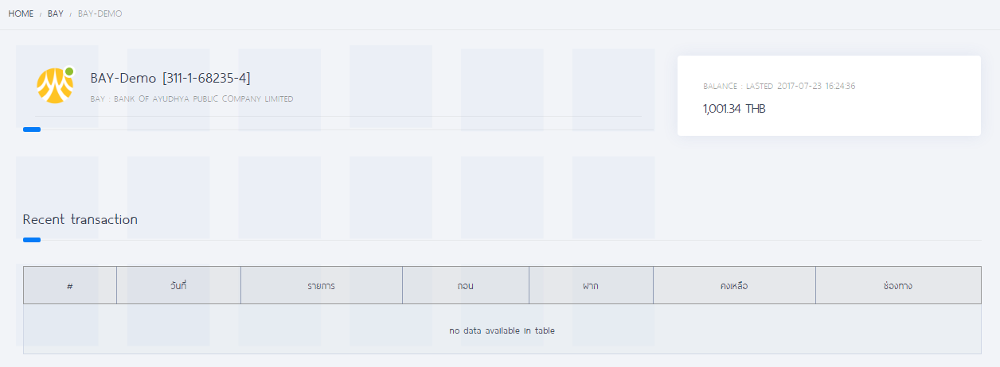 HOME / BAY / BAY-DEMO
BAY-Demo [311-1-68235-4]
BAY : BANK OF AYUDHYA PUBLIC COMPANY LIMITED
BALANCE : LASTED 2017-07-23 16:24:36
1,001.34 THB
Recent transaction
# วันที่ รายการ ถอน ฝาก คงเหลือ ช่องทาง
no data available in table